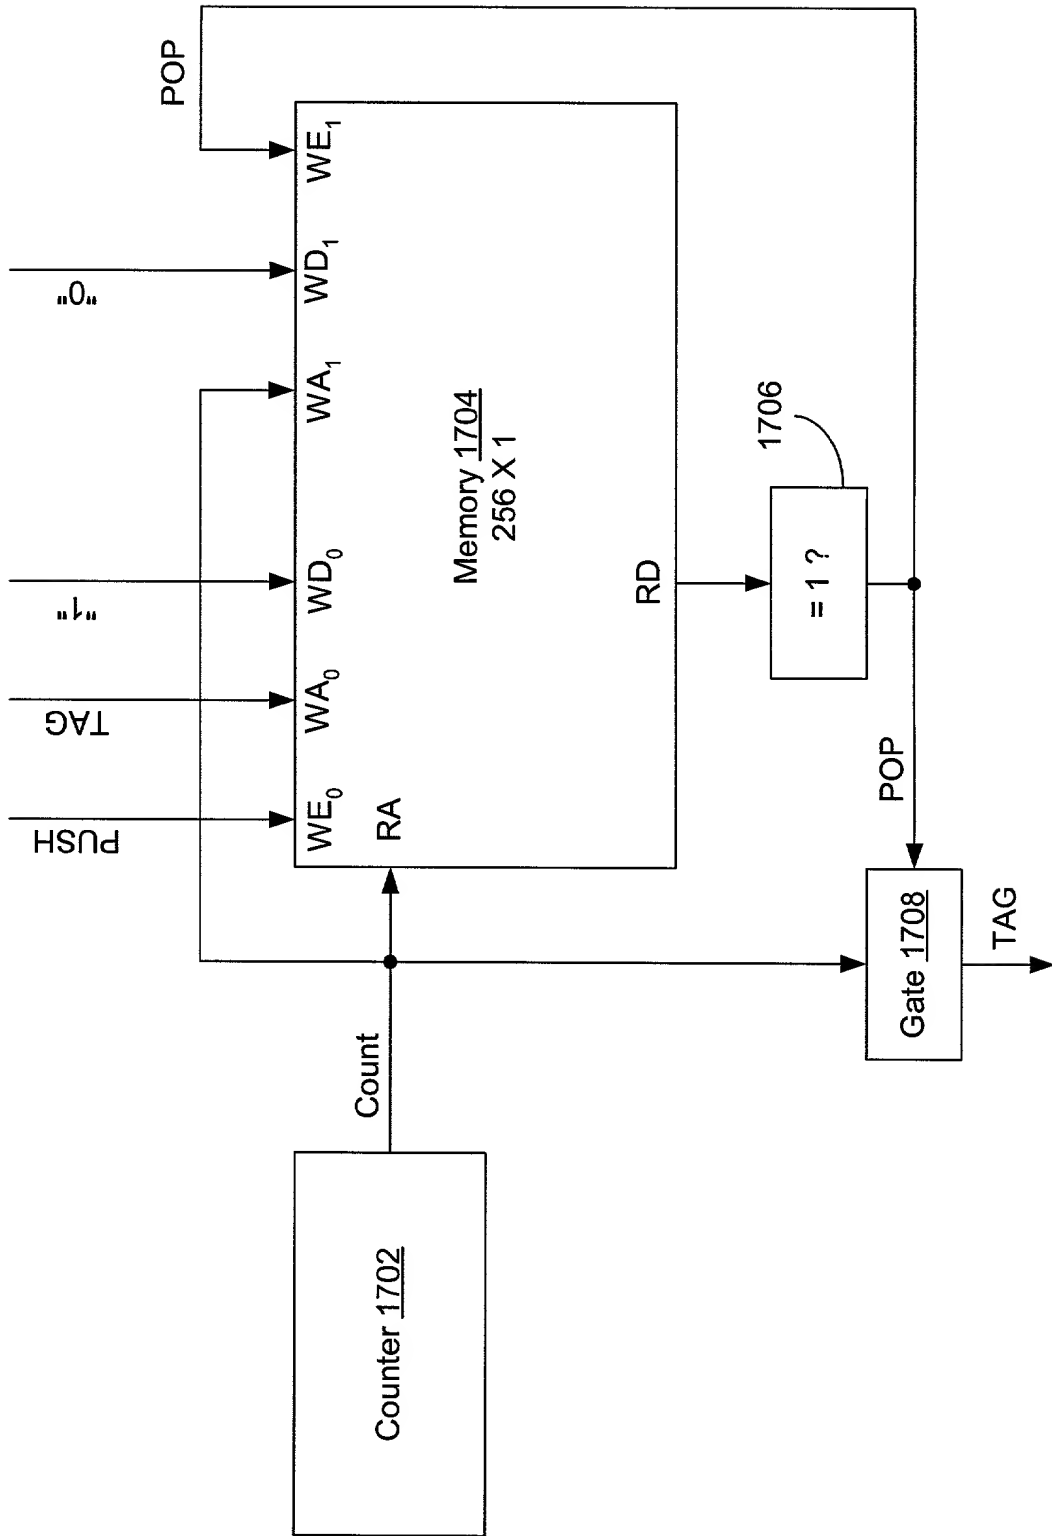 POP
"0"
"1"
TAG
PUSH
WE1
WD1
WA1
WD0
WA0
WE0
RA
Memory 1704
256 X 1
RD
Count
Counter 1702
= 1 ?
1706
POP
Gate 1708
TAG